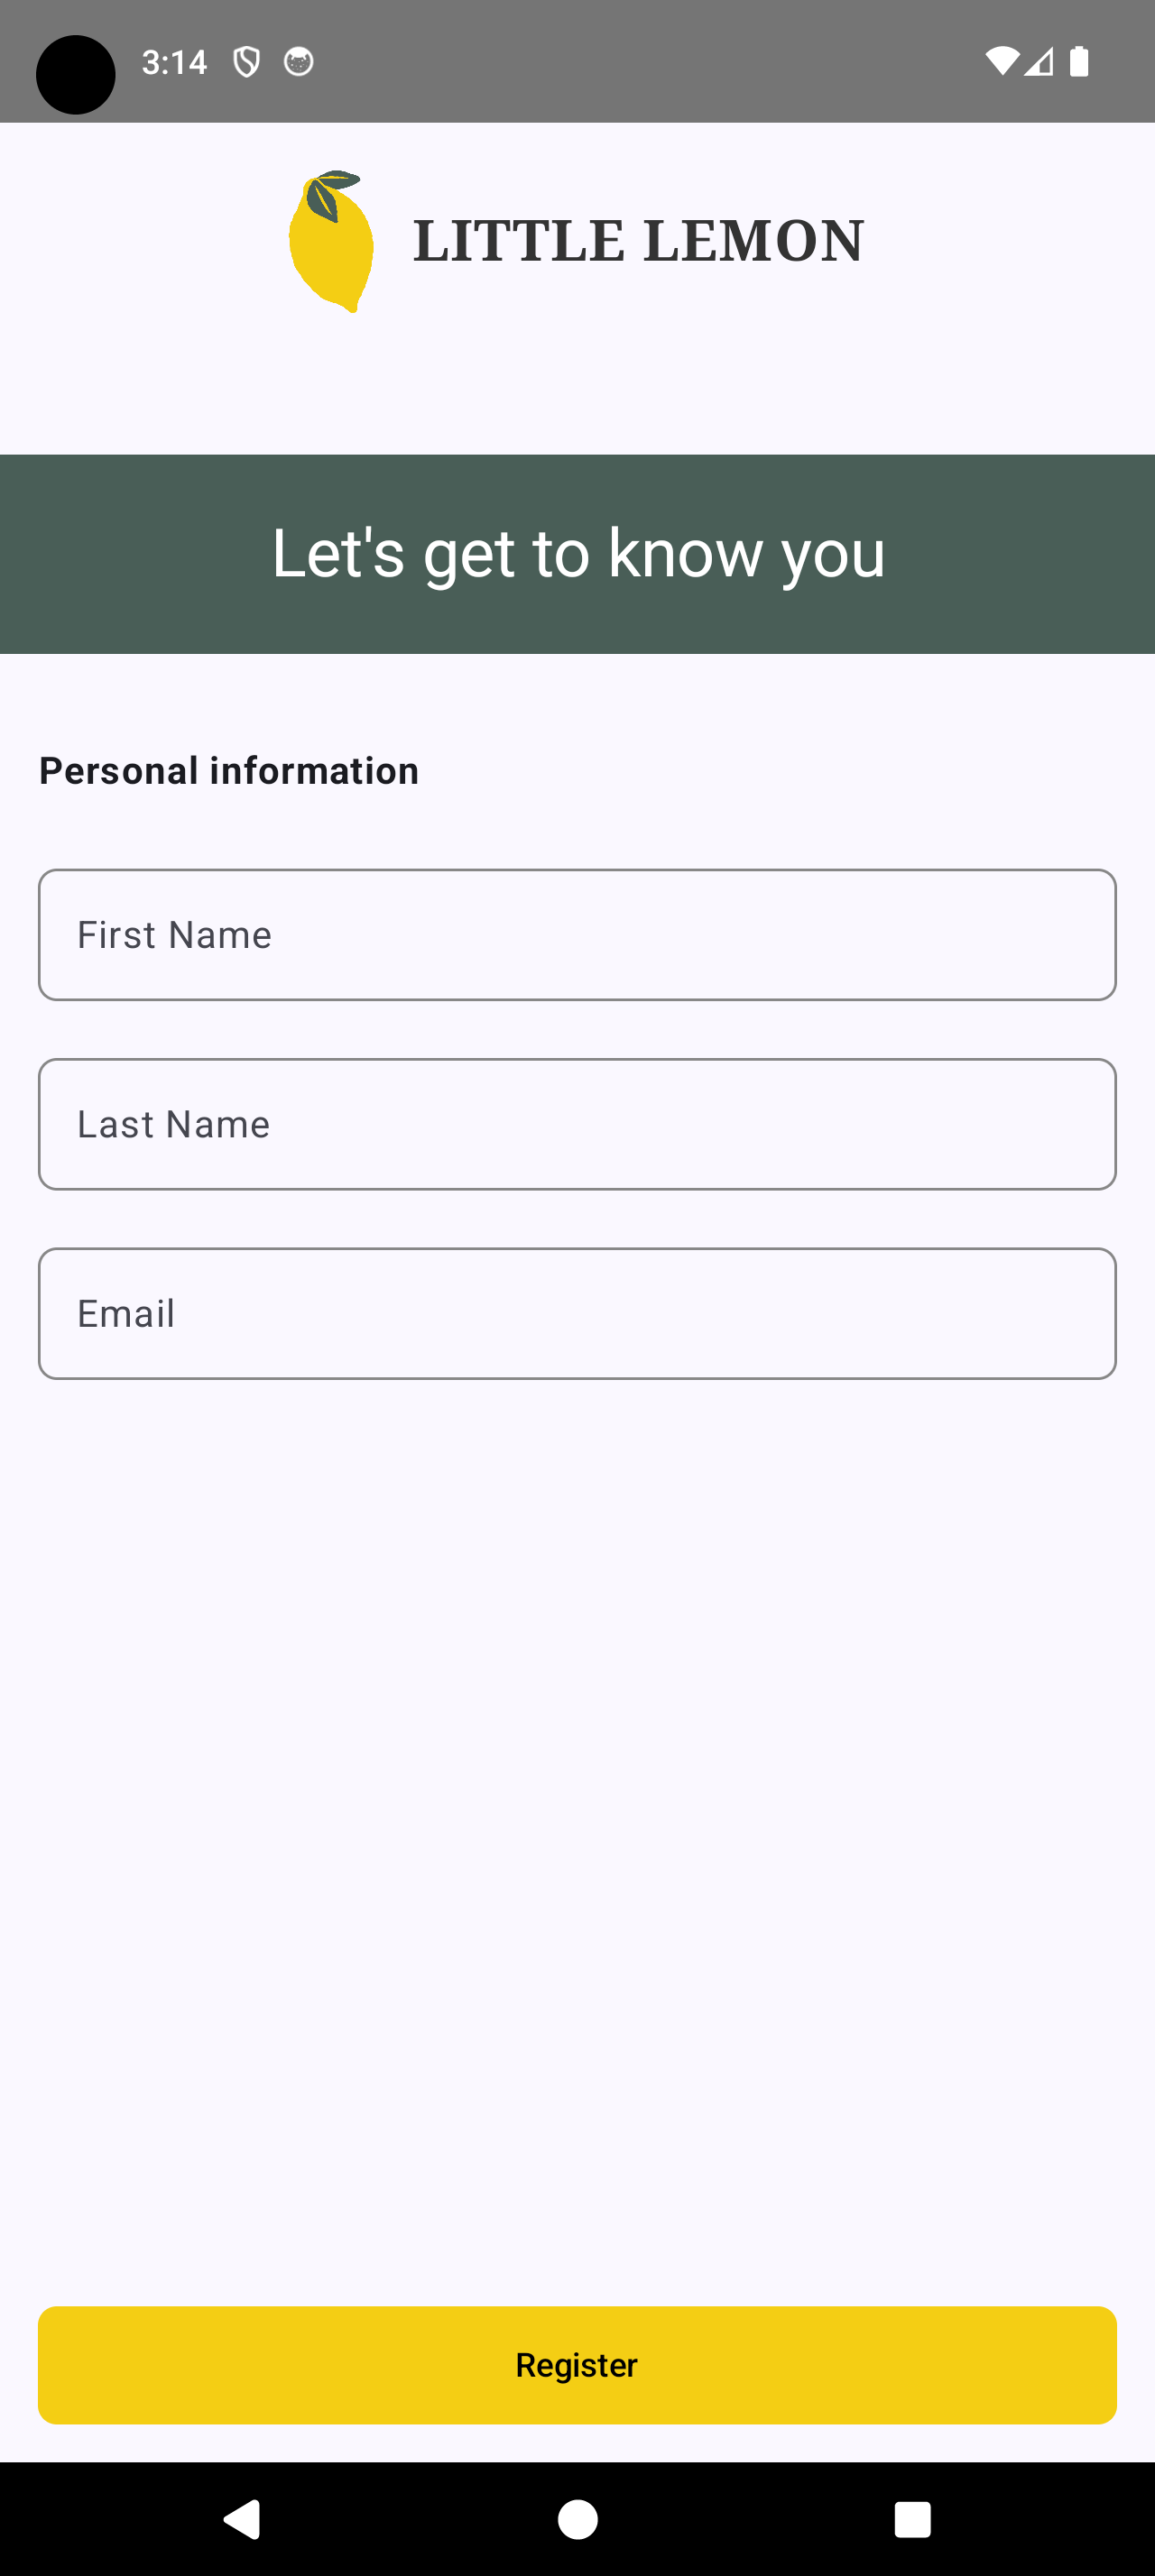 3:14
LITTLE LEMON
Let's get to know you
Personal information
First Name
Last Name
Email
Register